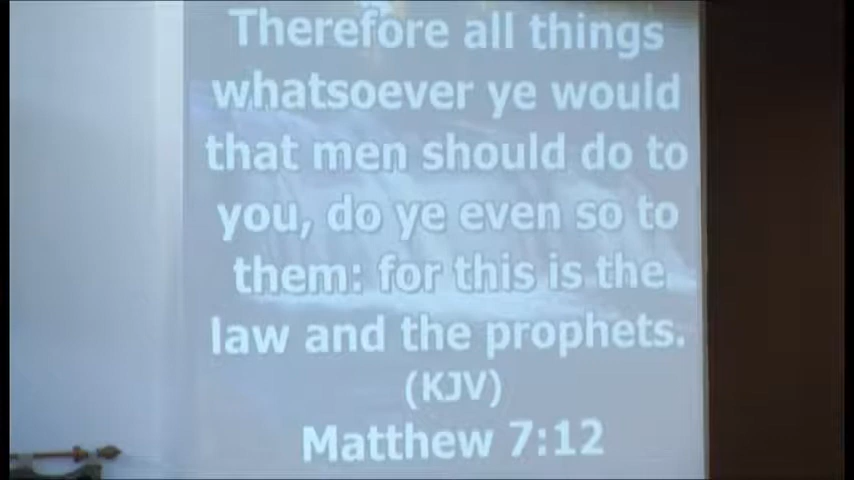 Therefore all things
whatsoever ye would
that men should do to
you, do ye even so to
them: for this is the
law and the prophets.
(KJV)
Matthew 7:12